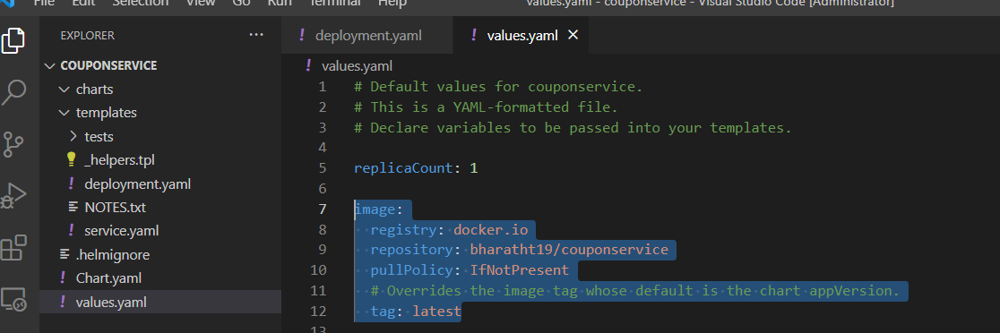 File Edit Selection View Go Run Terminal Help values.yaml - couponservice - Visual Studio Code [Administrator]
EXPLORER ···
COUPONSERVICE
charts
templates
tests
_helpers.tpl
! deployment.yaml
NOTES.txt
! service.yaml
.helmignore
! Chart.yaml
! values.yaml
! deployment.yaml ! values.yaml ×
! values.yaml
1 # Default values for couponservice.
2 # This is a YAML-formatted file.
3 # Declare variables to be passed into your templates.
4
5 replicaCount: 1
6
7 image:
8 registry: docker.io
9 repository: bharatht19/couponservice
10 pullPolicy: IfNotPresent
11 # Overrides the image tag whose default is the chart appVersion.
12 tag: latest
13